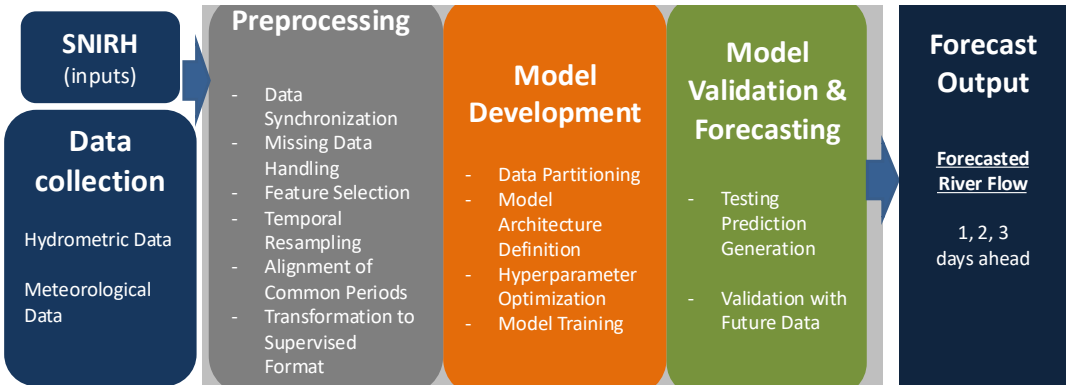 SNIRH
(inputs)
Data
collection
Hydrometric Data
Meteorological
Data
Preprocessing
- Data
Synchronization
- Missing Data
Handling
- Feature Selection
- Temporal
Resampling
- Alignment of
Common Periods
- Transformation to
Supervised
Format
Model
Development
- Data Partitioning
- Model
Architecture
Definition
- Hyperparameter
Optimization
- Model Training
Model
Validation &
Forecasting
- Testing
Prediction
Generation
- Validation with
Future Data
Forecast
Output
Forecasted
River Flow
1, 2, 3
days ahead